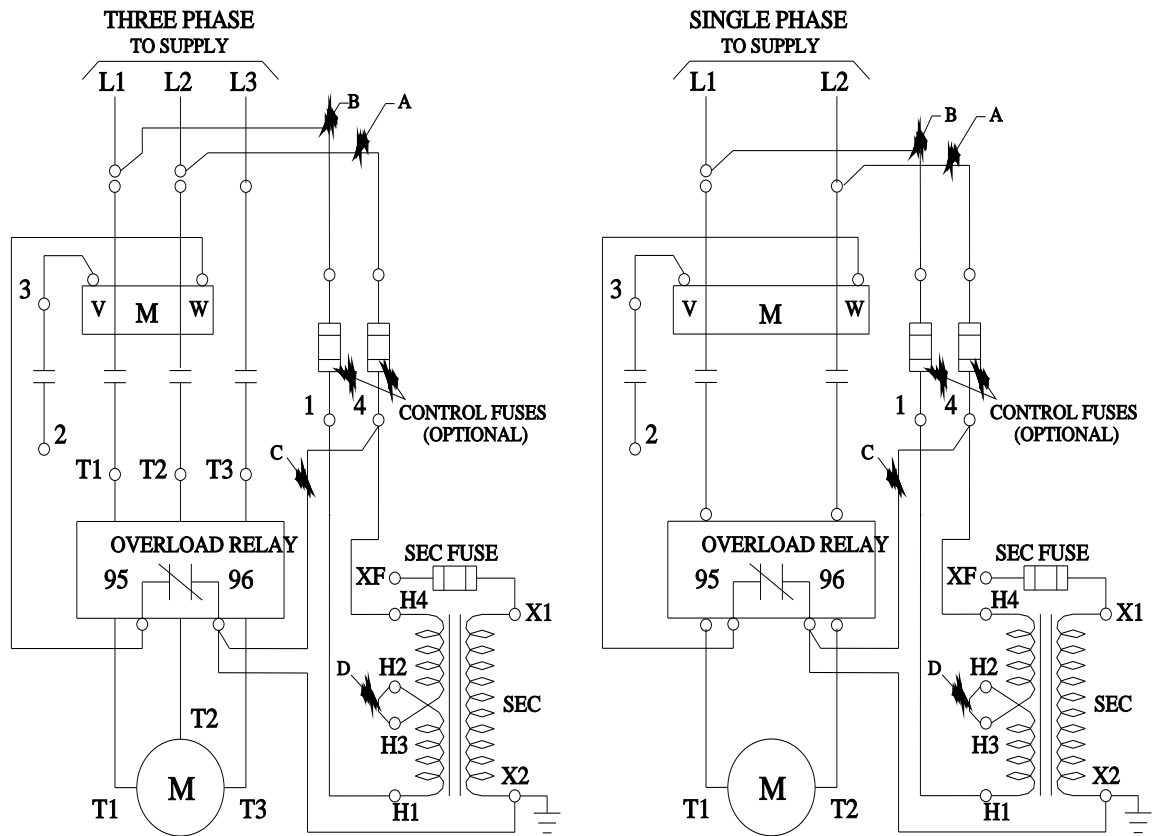 THREE PHASE
TO SUPPLY
L1 L2 L3
B
A
3
V M W
2
1 4
CONTROL FUSES
(OPTIONAL)
C
T1 T2 T3
OVERLOAD RELAY
95 96
SEC FUSE
XF
H4
X1
D
H2
SEC
H3
T2
X2
T1 M T3
H1
SINGLE PHASE
TO SUPPLY
L1 L2
B
A
3
V M W
2
1 4
CONTROL FUSES
(OPTIONAL)
C
OVERLOAD RELAY
95 96
SEC FUSE
XF
H4
X1
D
H2
SEC
H3
X2
T1 M T2
H1